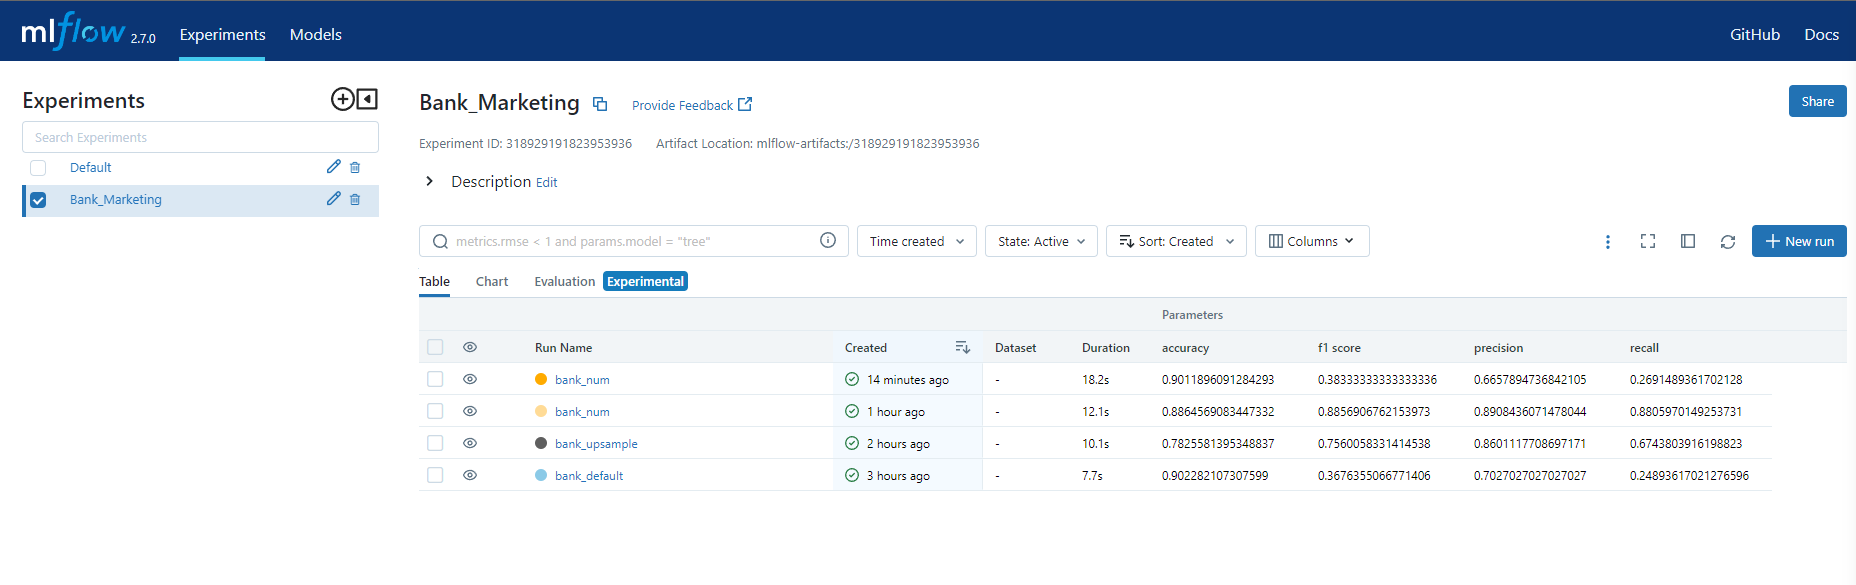 mlflow 2.7.0 Experiments Models GitHub Docs
Experiments
Search Experiments
Default
Bank_Marketing
Bank_Marketing Provide Feedback Share
Experiment ID: 318929191823953936 Artifact Location: mlflow-artifacts:/318929191823953936
Description Edit
metrics.rmse < 1 and params.model = "tree" Time created State: Active Sort: Created Columns New run
Table Chart Evaluation Experimental
Parameters
Run Name Created Dataset Duration accuracy f1 score precision recall
bank_num 14 minutes ago - 18.2s 0.9011896091284293 0.38333333333333336 0.6657894736842105 0.2691489361702128
bank_num 1 hour ago - 12.1s 0.8864569083447332 0.8856906762153973 0.8908436071478044 0.8805970149253731
bank_upsample 2 hours ago - 10.1s 0.7825581395348837 0.7560058331414538 0.8601117708697171 0.6743803916198823
bank_default 3 hours ago - 7.7s 0.902282107307599 0.3676355066771406 0.7027027027027027 0.24893617021276596